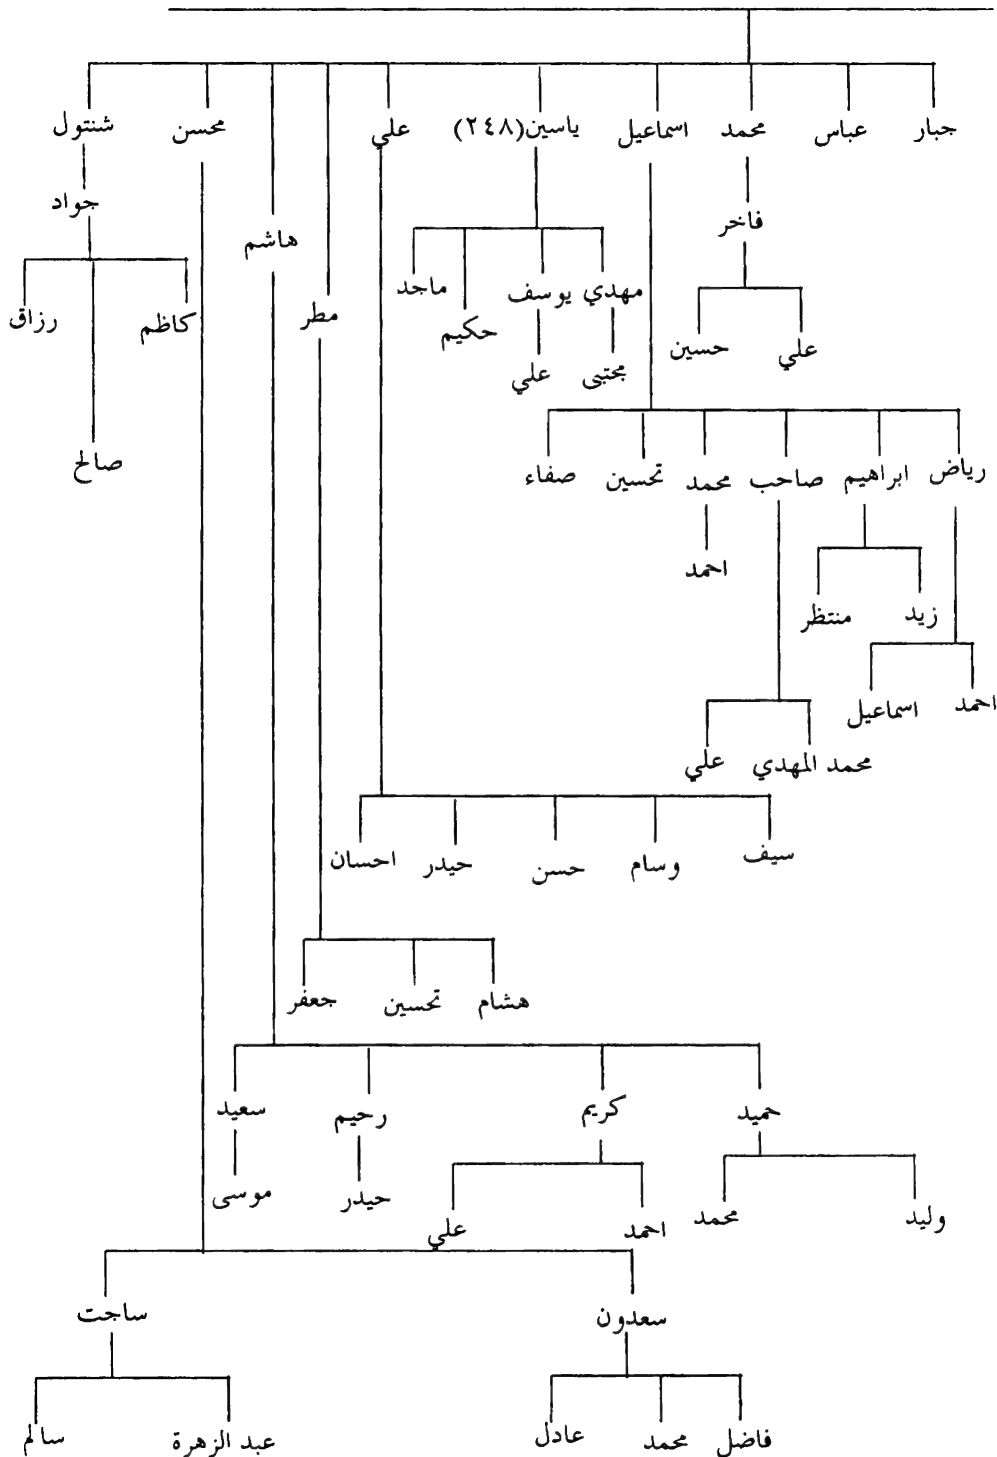 جبار عباس محمد اسماعيل ياسين(٢٤٨) علي محسن شنتول
جواد
فاخر هاشم
مهدي يوسف ماجد
كاظم رزاق مطر حكيم
علي حسين
مجتبى علي
صالح
رياض ابراهيم صاحب محمد تحسين صفاء
احمد
زيد منتظر
احمد اسماعيل
محمد المهدي علي
سيف وسام حسن حيدر احسان
هشام تحسين جعفر
حميد كريم رحيم سعيد
وليد محمد احمد علي حيدر موسى
سعدون ساجت
فاضل محمد عادل عبد الزهرة سالم